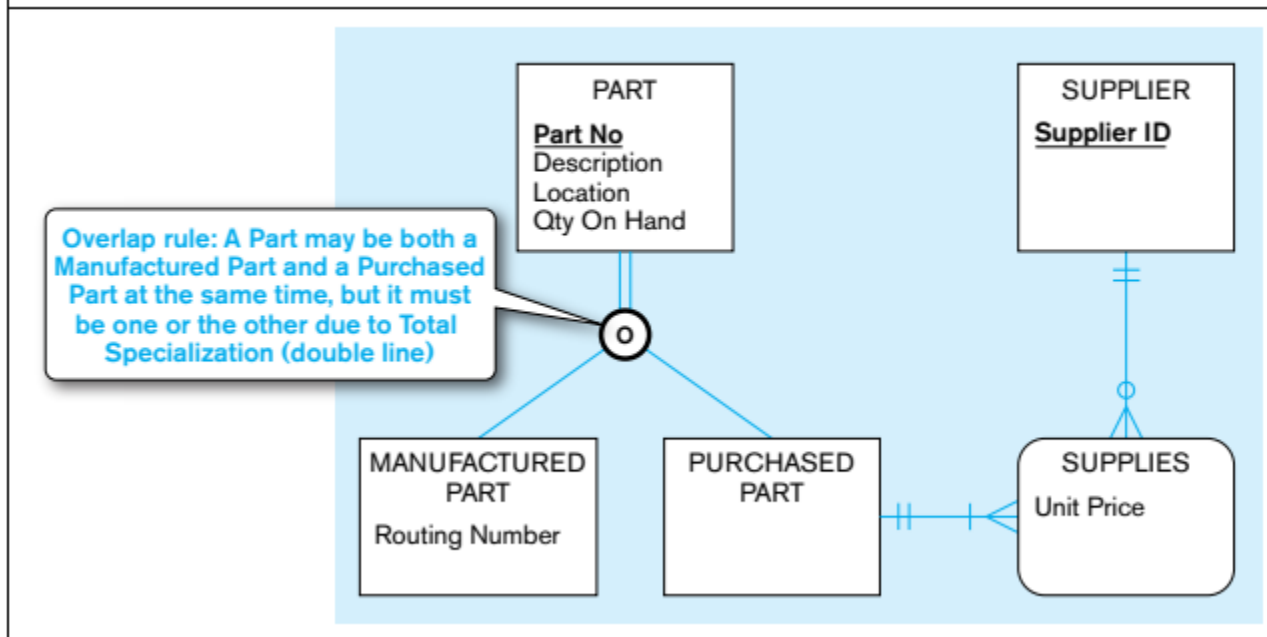 PART
Part No
Description
Location
Qty On Hand
SUPPLIER
Supplier ID
Overlap rule: A Part may be both a
Manufactured Part and a Purchased
Part at the same time, but it must
be one or the other due to Total
Specialization (double line)
O
MANUFACTURED
PART
Routing Number
PURCHASED
PART
SUPPLIES
Unit Price